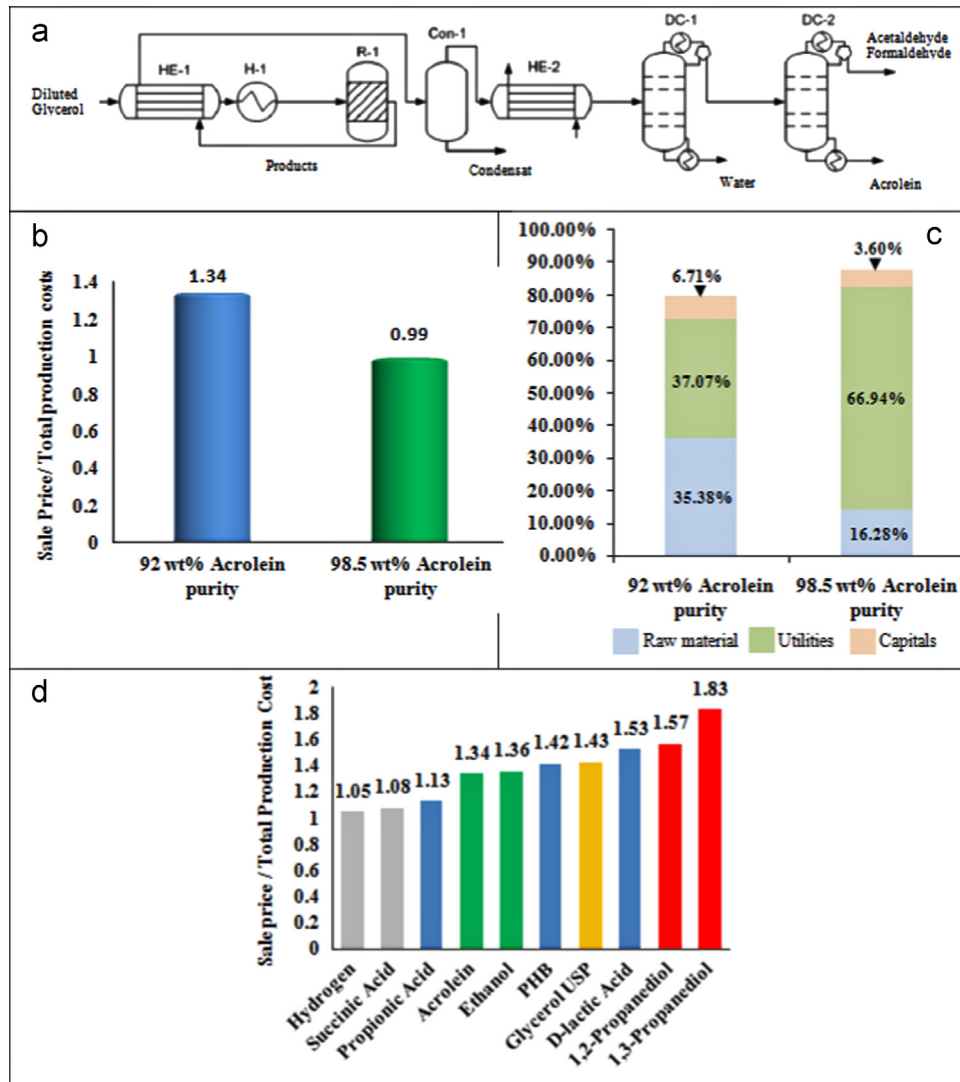 a
DC-1
DC-2
Con-1
R-1
HE-1
H-1
HE-2
Acetaldehyde
Formaldehyde
Diluted
Glycerol
Products
Condensat
Water
Acrolein
b
Sale Price/ Total production costs
1.4
1.2
1
0.8
0.6
0.4
0.2
0
1.34
0.99
92 wt% Acrolein
purity
98.5 wt% Acrolein
purity
c
100.00%
90.00%
80.00%
70.00%
60.00%
50.00%
40.00%
30.00%
20.00%
10.00%
0.00%
6.71%
37.07%
35.38%
3.60%
66.94%
16.28%
92 wt% Acrolein
purity
98.5 wt% Acrolein
purity
Raw material
Utilities
Capitals
d
Sale price / Total Production Cost
2
1.8
1.6
1.4
1.2
1
0.8
0.6
0.4
0.2
0
1.05
1.08
1.13
1.34
1.36
1.42
1.43
1.53
1.57
1.83
Hydrogen
Succinic Acid
Propionic Acid
Acrolein
Ethanol
PHB
Glycerol USP
D-lactic Acid
1,2-Propanediol
1,3-Propanediol